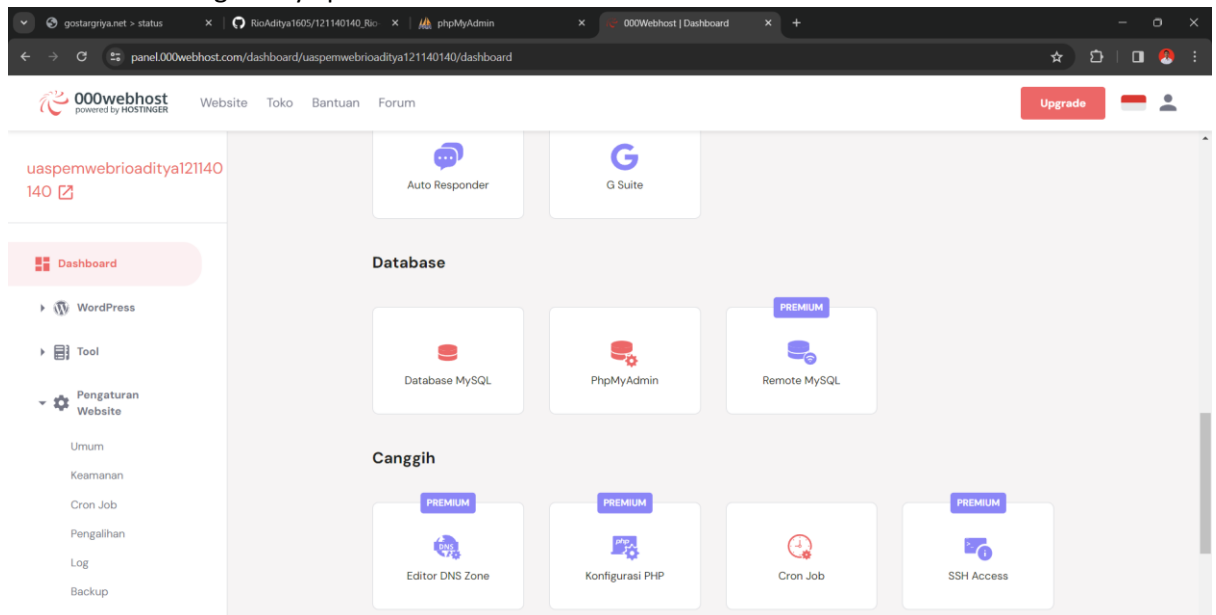 gostargriya.net > status
RioAditya1605/121140140_Rio
phpMyAdmin
000Webhost | Dashboard
panel.000webhost.com/dashboard/uaspemwebrioaditya121140140/dashboard
000webhost
powered by HOSTINGER
Website Toko Bantuan Forum
Upgrade
uaspemwebrioaditya121140
140
Dashboard
WordPress
Tool
Pengaturan
Website
Umum
Keamanan
Cron Job
Pengalihan
Log
Backup
Auto Responder
G Suite
Database
Database MySQL
PhpMyAdmin
PREMIUM
Remote MySQL
Canggih
PREMIUM
DNS
Editor DNS Zone
PREMIUM
php
Konfigurasi PHP
Cron Job
PREMIUM
SSH Access